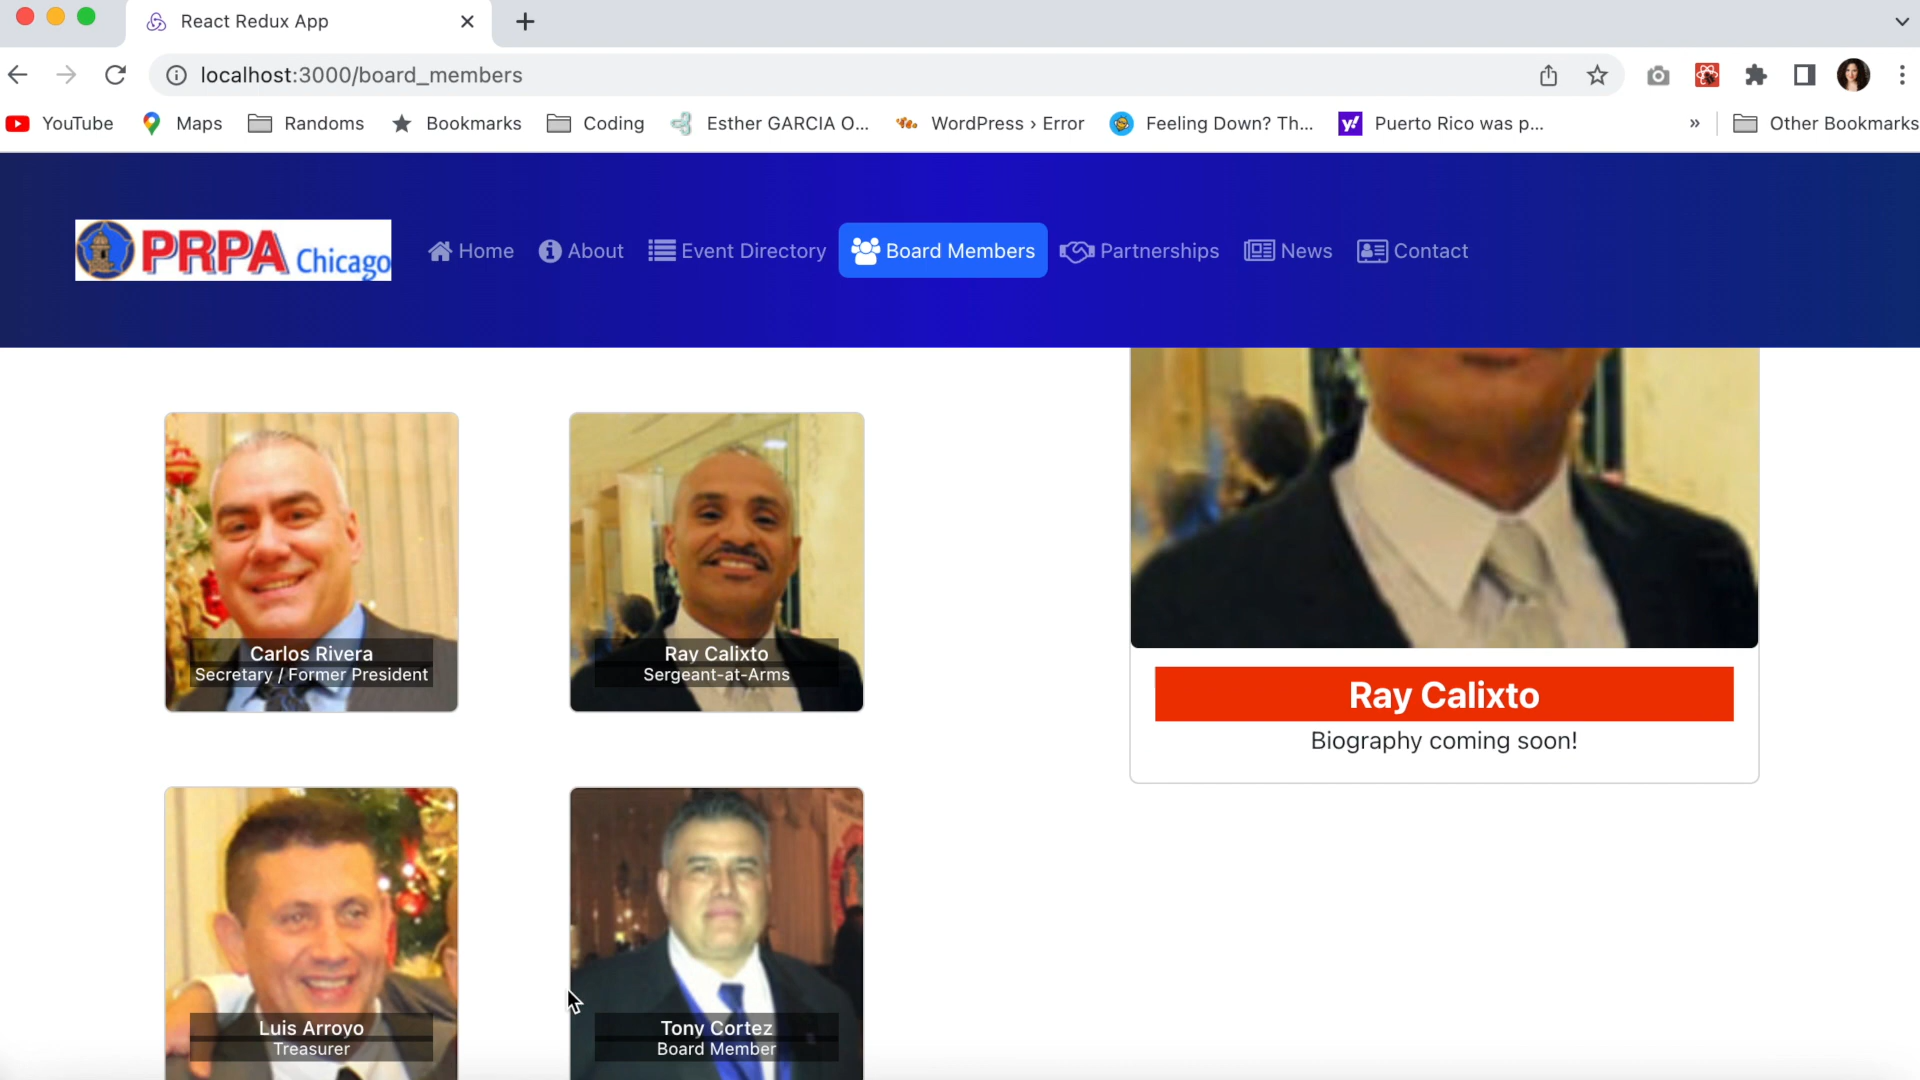 React Redux App
localhost:3000/board_members
YouTube
Maps
Randoms
Bookmarks
Coding
Esther GARCIA O...
WordPress › Error
Feeling Down? Th...
Puerto Rico was p...
»
Other Bookmarks
PRPA Chicago
Home
About
Event Directory
Board Members
Partnerships
News
Contact
Carlos Rivera
Secretary / Former President
Ray Calixto
Sergeant-at-Arms
Ray Calixto
Biography coming soon!
Luis Arroyo
Treasurer
Tony Cortez
Board Member